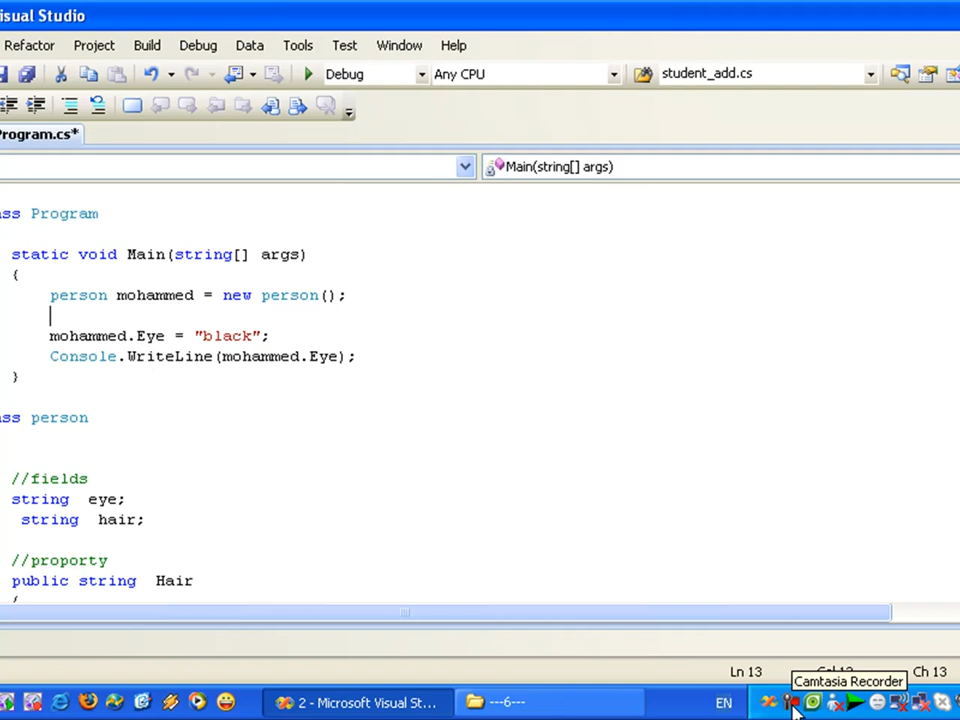 isual Studio
Refactor Project Build Debug Data Tools Test Window Help
Debug Any CPU student_add.cs
Program.cs*
Main(string[] args)
ass Program
static void Main(string[] args)
{
person mohammed = new person();
mohammed.Eye = "black";
Console.WriteLine(mohammed.Eye);
}
ass person
//fields
string eye;
string hair;
//proporty
public string Hair
{
Ln 13 Ch 13
Camtasia Recorder
2 - Microsoft Visual St... ---6--- EN